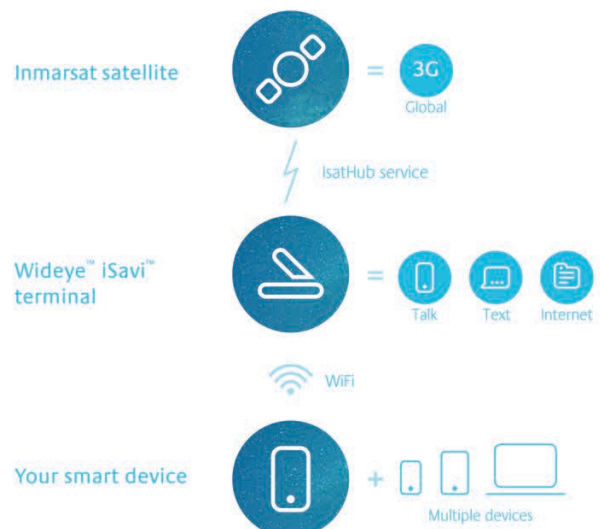 Inmarsat satellite
=
3G
Global
IsatHub service
Wideye™ iSavi™
terminal
=
Talk Text Internet
WiFi
Your smart device
+
Multiple devices